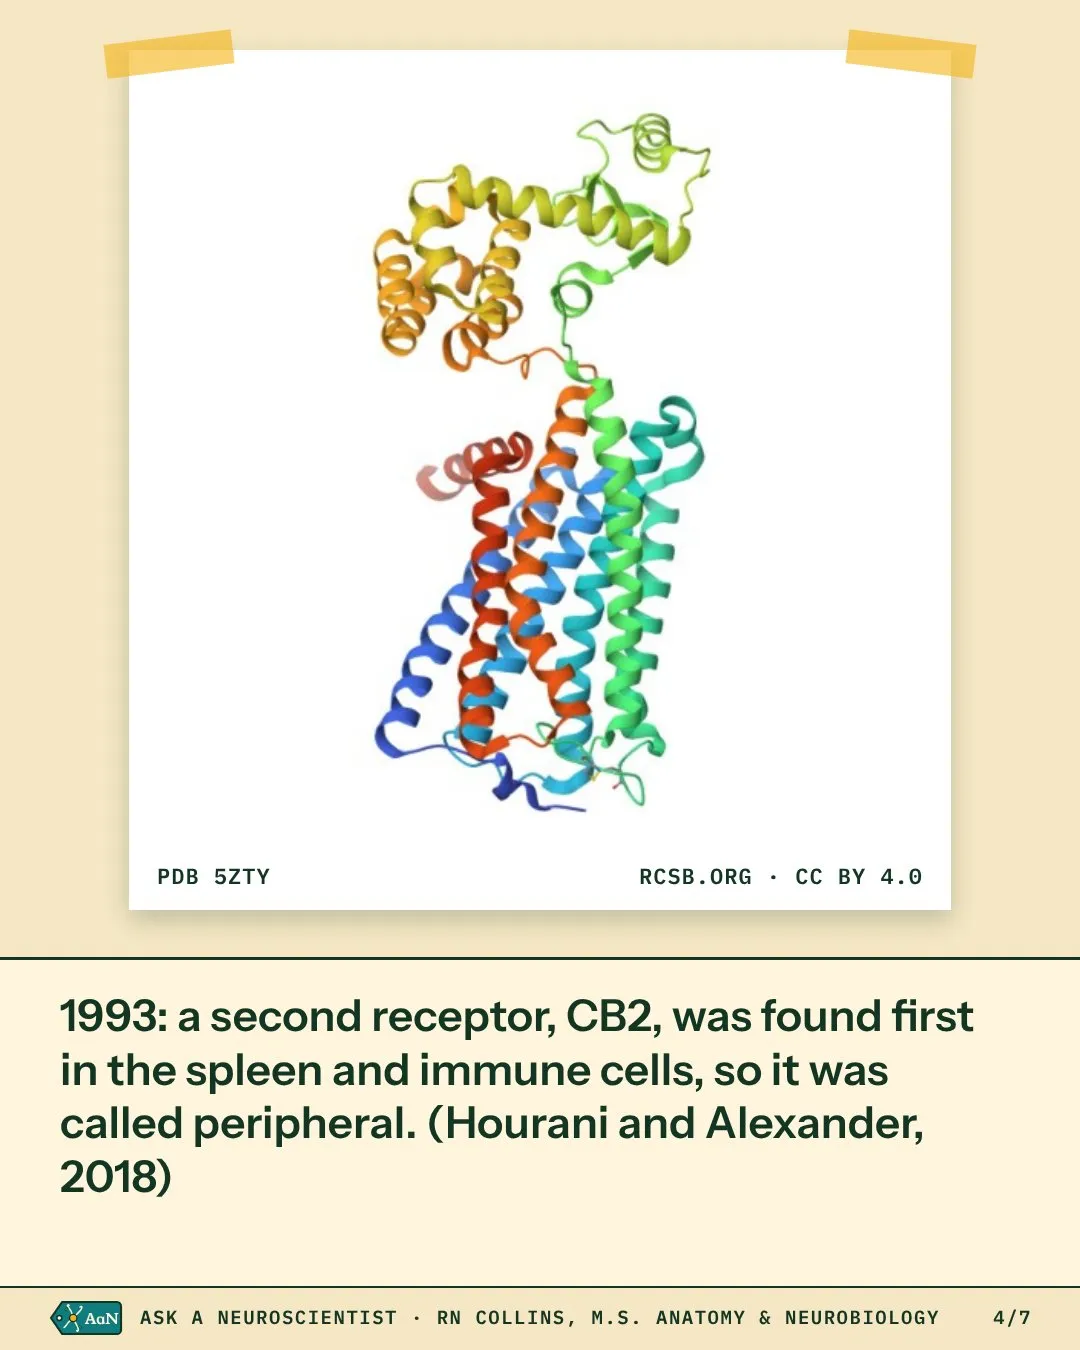 PDB 5ZTY
RCSB.ORG · CC BY 4.0
1993: a second receptor, CB2, was found first
in the spleen and immune cells, so it was
called peripheral. (Hourani and Alexander,
2018)
AaN
ASK A NEUROSCIENTIST · RN COLLINS, M.S. ANATOMY & NEUROBIOLOGY
4/7